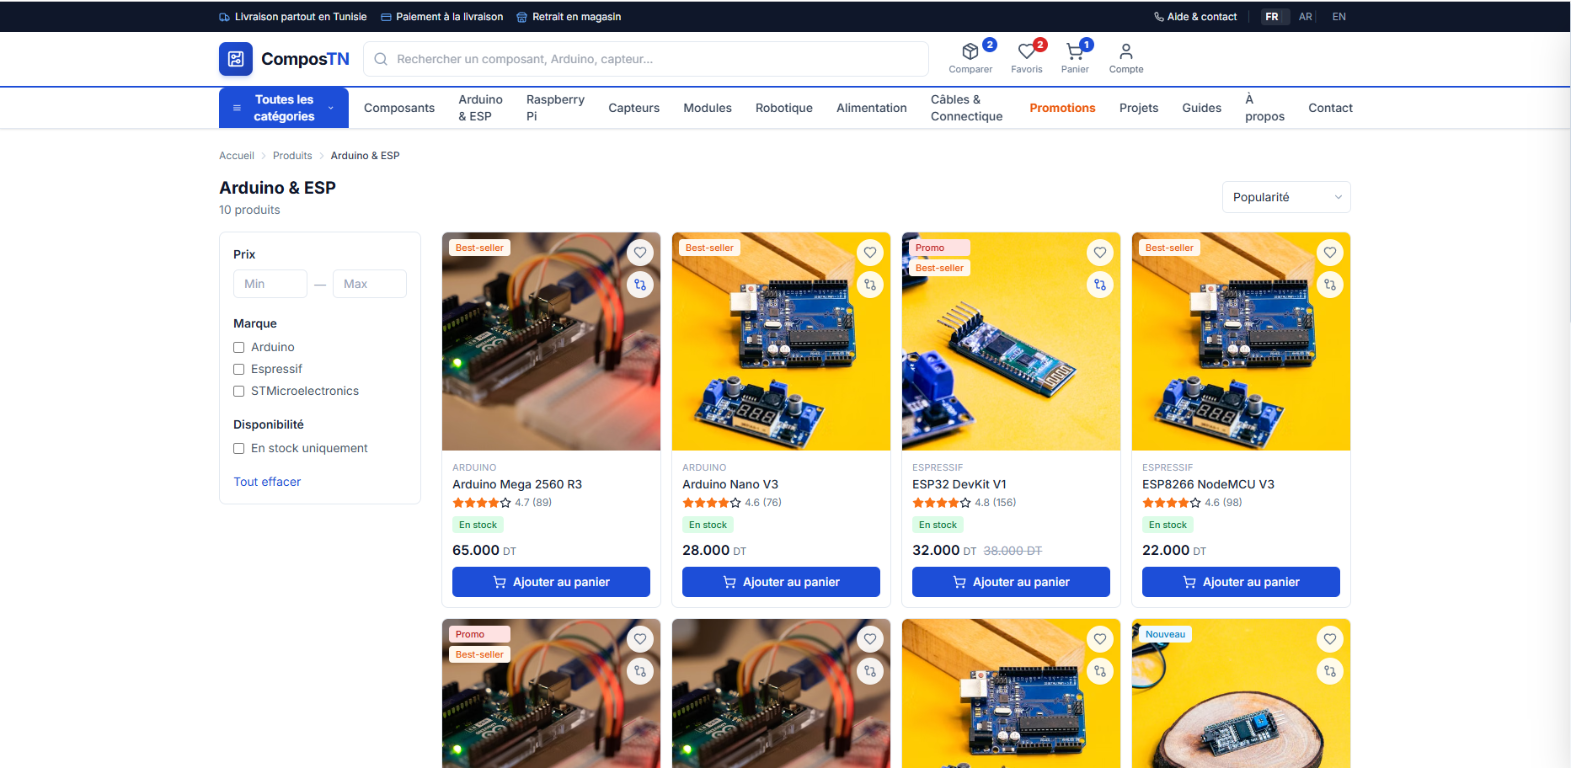 Livraison partout en Tunisie Paiement à la livraison Retrait en magasin Aide & contact FR AR EN
ComposTN Rechercher un composant, Arduino, capteur... 2 Comparer 2 Favoris 1 Panier Compte
Toutes les catégories Composants Arduino & ESP Raspberry Pi Capteurs Modules Robotique Alimentation Câbles & Connectique Promotions Projets Guides À propos Contact
Accueil Produits Arduino & ESP
Arduino & ESP
10 produits
Popularité
Prix
Min — Max
Marque
Arduino
Espressif
STMicroelectronics
Disponibilité
En stock uniquement
Tout effacer
Best-seller
ARDUINO
Arduino Mega 2560 R3
4.7 (89)
En stock
65.000 DT
Ajouter au panier
Best-seller
ARDUINO
Arduino Nano V3
4.6 (76)
En stock
28.000 DT
Ajouter au panier
Promo
Best-seller
ESPRESSIF
ESP32 DevKit V1
4.8 (156)
En stock
32.000 DT 38.000 DT
Ajouter au panier
Best-seller
ESPRESSIF
ESP8266 NodeMCU V3
4.6 (98)
En stock
22.000 DT
Ajouter au panier
Promo
Best-seller
Nouveau